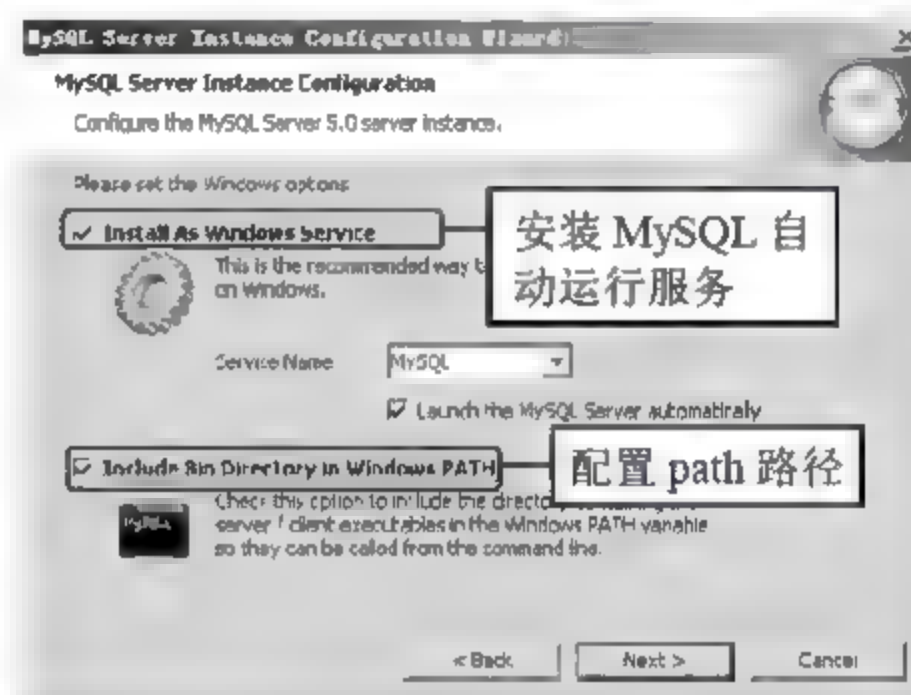 MySQL Server Instance Configuration Wizard
MySQL Server Instance Configuration
Configure the MySQL Server 5.0 server instance.
Please set the Windows options
Install As Windows Service
安装 MySQL 自
动运行服务
This is the recommended way
on Windows.
Service Name
MySQL
Launch the MySQL Server automatically
Include Bin Directory in Windows PATH
配置 path 路径
Check this option to include the
server / client executables in the Windows PATH variable
so they can be called from the command line.
MySQL
< Back
Next >
Cancel